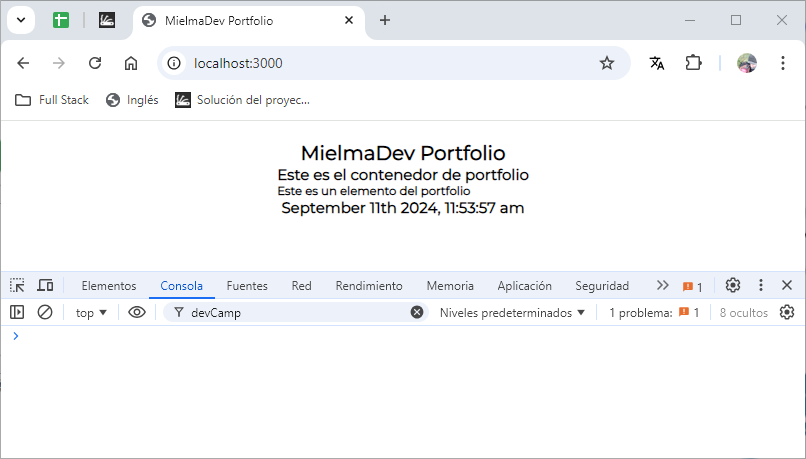 MielmaDev Portfolio
localhost:3000
Full Stack Inglés Solución del proyec...
MielmaDev Portfolio
Este es el contenedor de portfolio
Este es un elemento del portfolio
September 11th 2024, 11:53:57 am
Elementos Consola Fuentes Red Rendimiento Memoria Aplicación Seguridad 1
top devCamp Niveles predeterminados 1 problema: 1 8 ocultos